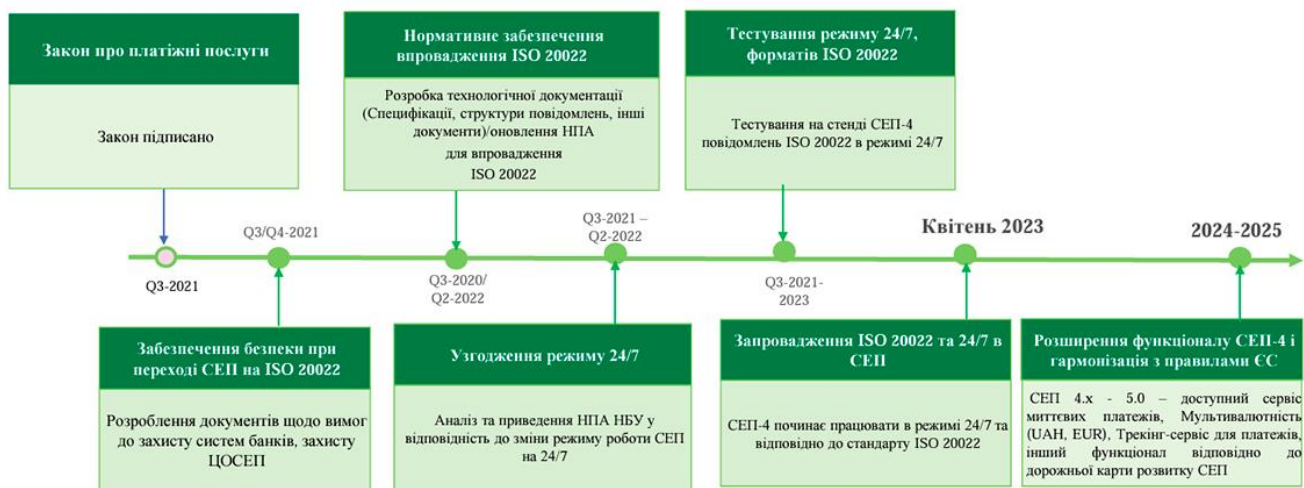 Закон про платіжні послуги
Закон підписано
Нормативне забезпечення
впровадження ISO 20022
Розробка технологічної документації
(Специфікації, структури повідомлень, інші
документи)/оновлення НПА
для впровадження
ISO 20022
Тестування режиму 24/7,
форматів ISO 20022
Тестування на стенді СЕП-4
повідомлень ISO 20022 в режимі 24/7
Q3-2021
Q3/Q4-2021
Q3-2020/
Q2-2022
Q3-2021 –
Q2-2022
Q3-2021-
2023
Квітень 2023
2024-2025
Забезпечення безпеки при
переході СЕП на ISO 20022
Розроблення документів щодо вимог
до захисту систем банків, захисту
ЦОСЕП
Узгодження режиму 24/7
Аналіз та приведення НПА НБУ у
відповідність до зміни режиму роботи СЕП
на 24/7
Запровадження ISO 20022 та 24/7 в
СЕП
СЕП-4 починає працювати в режимі 24/7 та
відповідно до стандарту ISO 20022
Розширення функціоналу СЕП-4 і
гармонізація з правилами ЄС
СЕП 4.x - 5.0 – доступний сервіс
миттєвих платежів, Мультивалютність
(UAH, EUR), Трекінг-сервіс для платежів,
інший функціонал відповідно до
дорожньої карти розвитку СЕП